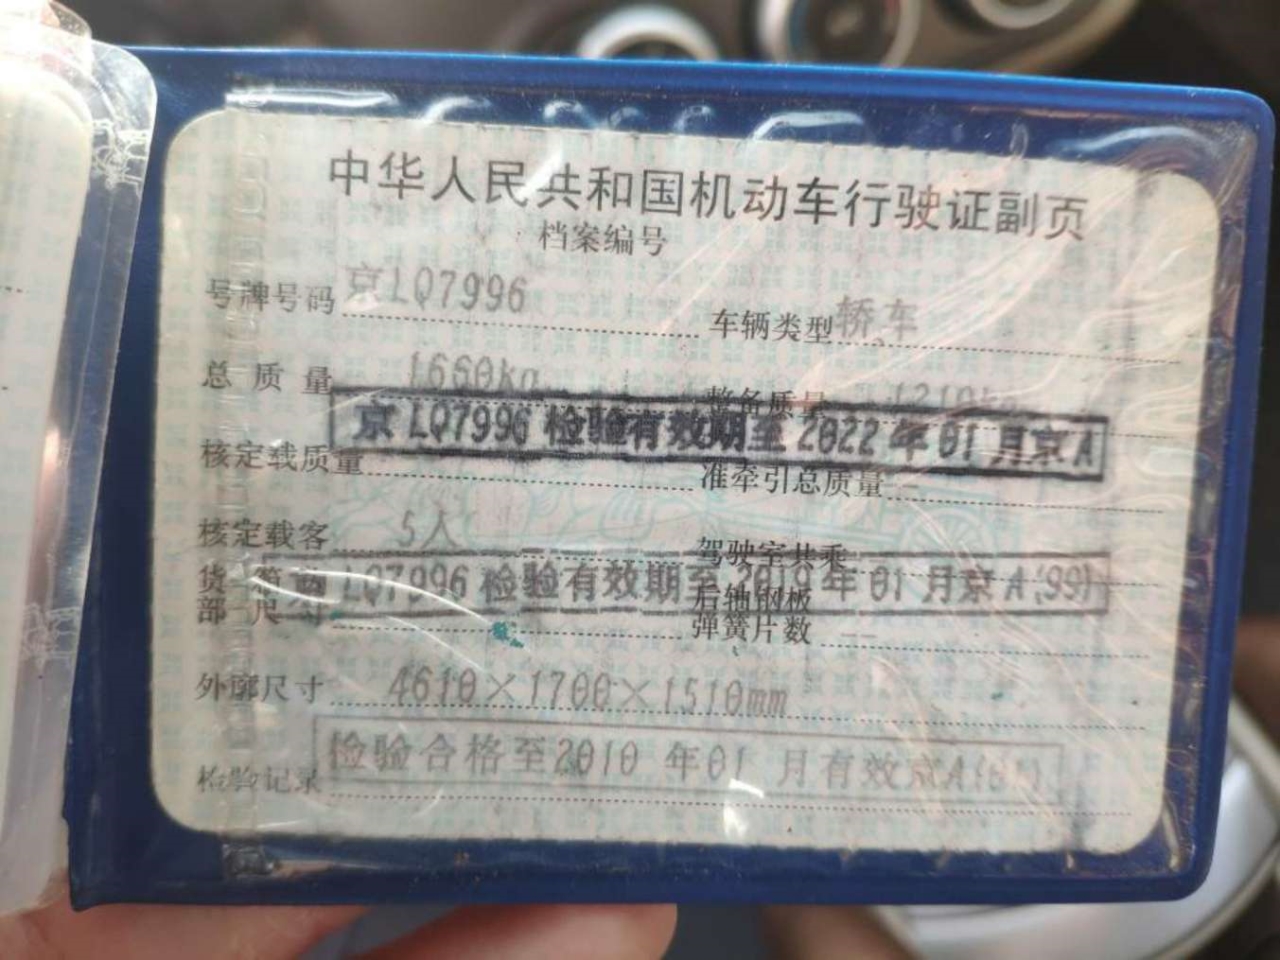 中华人民共和国机动车行驶证副页
档案编号
号牌号码 京LQ7996 车辆类型 轿车
总质量 1660kg 整备质量 1210kg
京LQ7996 检验有效期至2022年01月京A
核定载质量 准牵引总质量 --
核定载客 5人 驾驶室共乘
LQ7996 检验有效期至2019年01月京A(99)
货箱内部尺寸 后轴钢板弹簧片数 --
外廓尺寸 4610×1700×1510mm
检验记录 检验合格至2010年01月有效京A